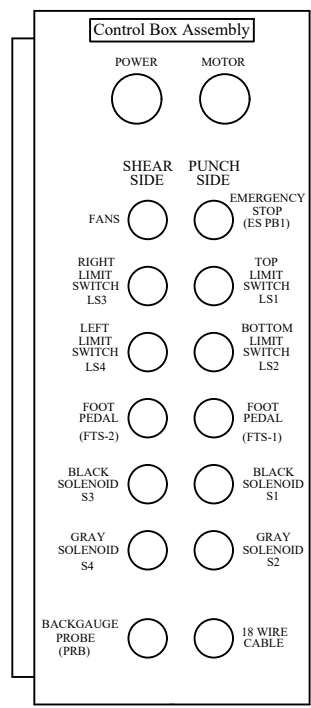 Control Box Assembly
POWER
MOTOR
SHEAR
SIDE
PUNCH
SIDE
FANS
EMERGENCY
STOP
(ES PB1)
RIGHT
LIMIT
SWITCH
LS3
TOP
LIMIT
SWITCH
LS1
LEFT
LIMIT
SWITCH
LS4
BOTTOM
LIMIT
SWITCH
LS2
FOOT
PEDAL
(FTS-2)
FOOT
PEDAL
(FTS-1)
BLACK
SOLENOID
S3
BLACK
SOLENOID
S1
GRAY
SOLENOID
S4
GRAY
SOLENOID
S2
BACKGAUGE
PROBE
(PRB)
18 WIRE
CABLE